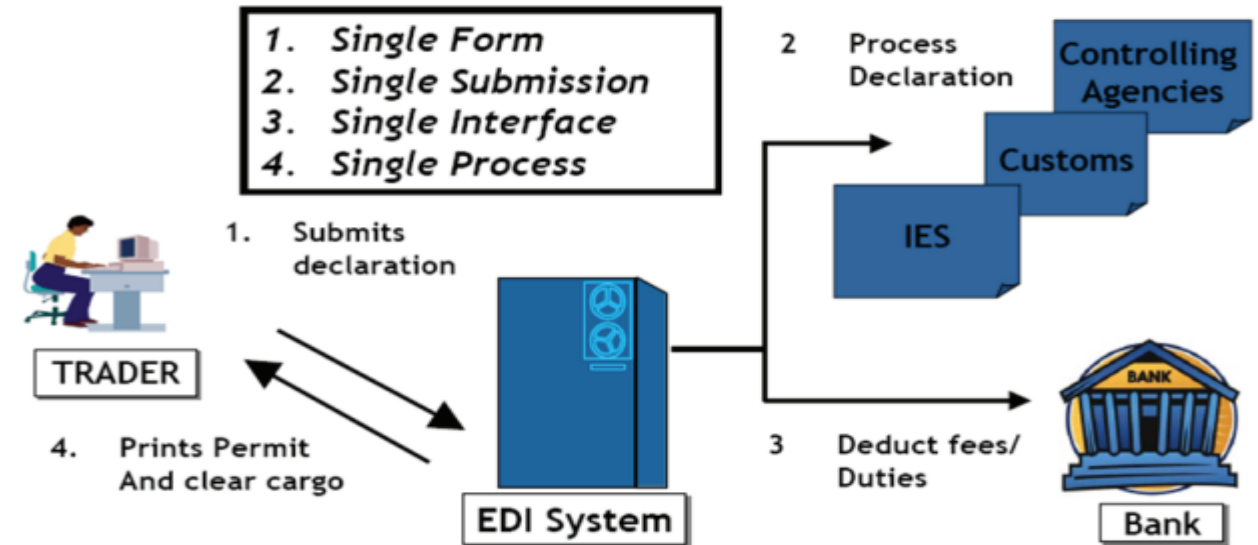 1. Single Form
2. Single Submission
3. Single Interface
4. Single Process
2 Process
Declaration
Controlling
Agencies
Customs
IES
1. Submits
declaration
TRADER
4. Prints Permit
And clear cargo
EDI System
3 Deduct fees/
Duties
BANK
Bank